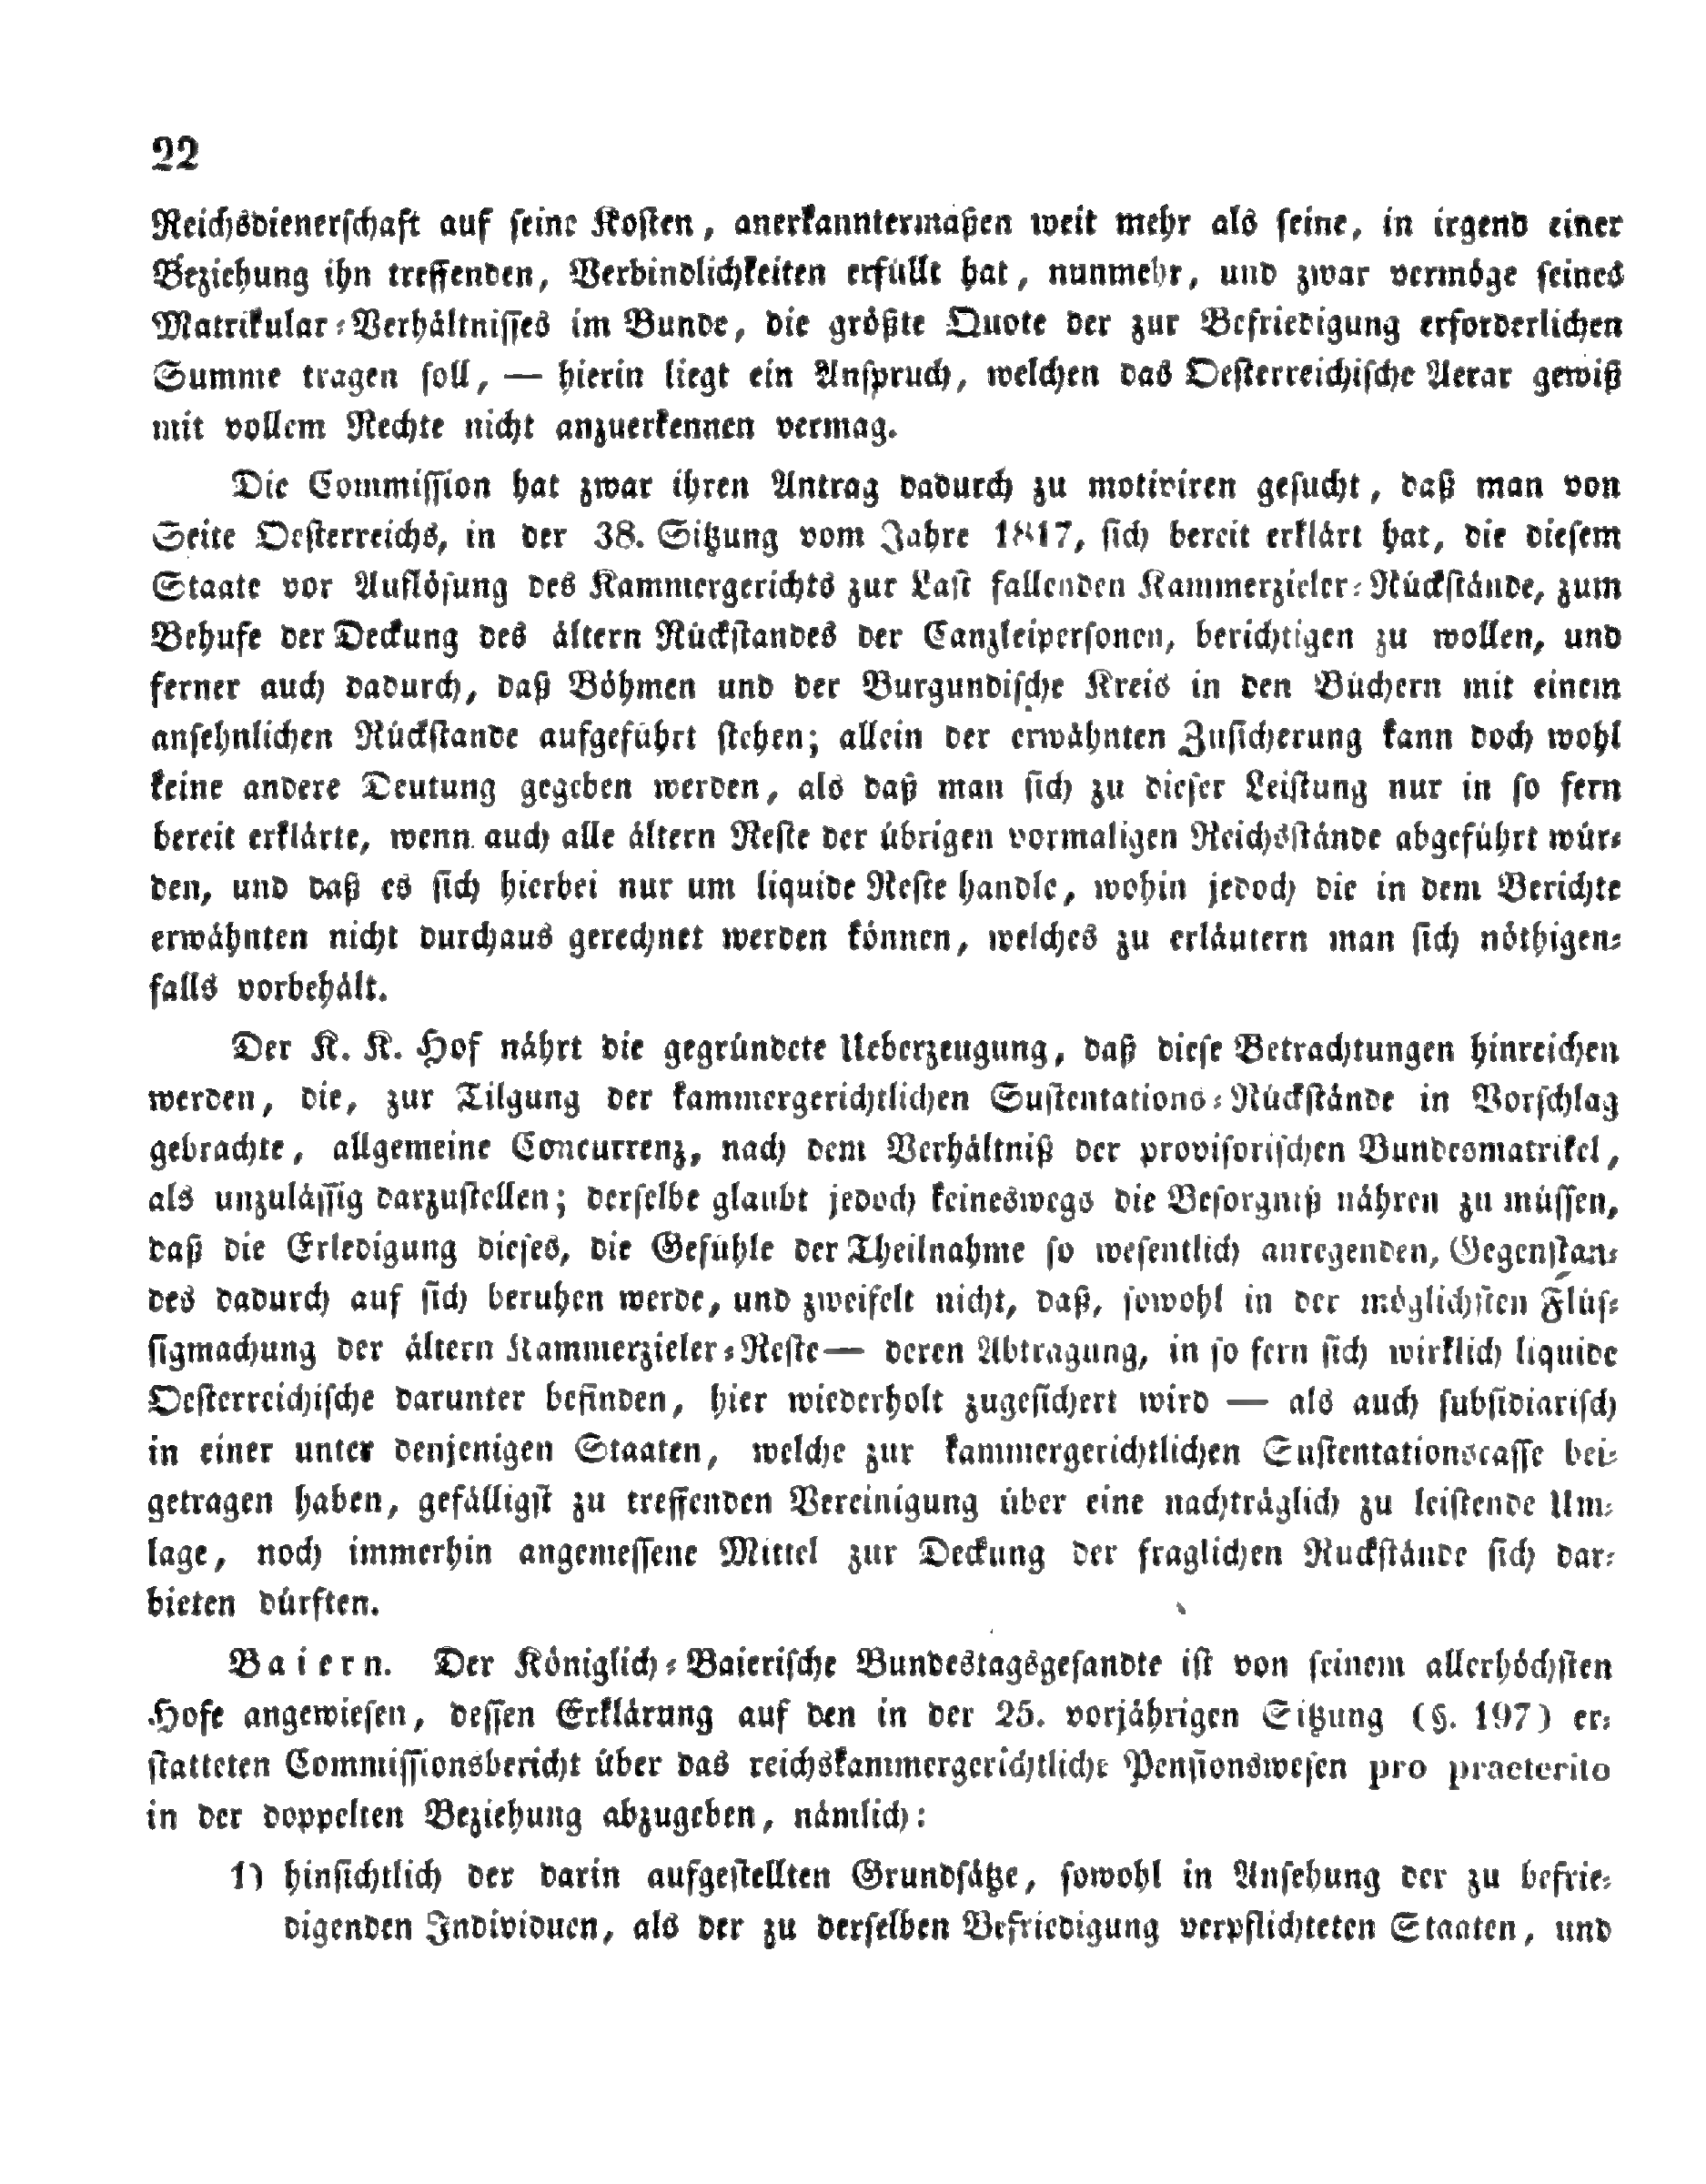 22
Reichsdienerschaft auf seine Kosten, anerkanntermaßen weit mehr als seine, in irgend einer
Beziehung ihn treffenden, Verbindlichkeiten erfüllt hat, nunmehr, und zwar vermöge seines
Matrikular-Verhältnisses im Bunde, die größte Quote der zur Befriedigung erforderlichen
Summe tragen soll, — hierin liegt ein Anspruch, welchen das Oesterreichische Aerar gewiß
mit vollem Rechte nicht anzuerkennen vermag.
Die Commission hat zwar ihren Antrag dadurch zu motiviren gesucht, daß man von
Seite Oesterreichs, in der 38. Sitzung vom Jahre 1817, sich bereit erklärt hat, die diesem
Staate vor Auflösung des Kammergerichts zur Last fallenden Kammerzieler-Rückstände, zum
Behufe der Deckung des ältern Rückstandes der Canzleipersonen, berichtigen zu wollen, und
ferner auch dadurch, daß Böhmen und der Burgundische Kreis in den Büchern mit einem
ansehnlichen Rückstande aufgeführt stehen; allein der erwähnten Zusicherung kann doch wohl
keine andere Deutung gegeben werden, als daß man sich zu dieser Leistung nur in so fern
bereit erklärte, wenn auch alle ältern Reste der übrigen vormaligen Reichsstände abgeführt wür-
den, und daß es sich hierbei nur um liquide Reste handle, wohin jedoch die in dem Berichte
erwähnten nicht durchaus gerechnet werden können, welches zu erläutern man sich nöthigen-
falls vorbehält.
Der K. K. Hof nährt die gegründete Ueberzeugung, daß diese Betrachtungen hinreichen
werden, die, zur Tilgung der kammergerichtlichen Sustentations-Rückstände in Vorschlag
gebrachte, allgemeine Concurrenz, nach dem Verhältniß der provisorischen Bundesmatrikel,
als unzulässig darzustellen; derselbe glaubt jedoch keineswegs die Besorgniß nähren zu müssen,
daß die Erledigung dieses, die Gefühle der Theilnahme so wesentlich anregenden, Gegenstan-
des dadurch auf sich beruhen werde, und zweifelt nicht, daß, sowohl in der möglichsten Flüs-
sigmachung der ältern Kammerzieler-Reste — deren Abtragung, in so fern sich wirklich liquide
Oesterreichische darunter befinden, hier wiederholt zugesichert wird — als auch subsidiarisch
in einer unter denjenigen Staaten, welche zur kammergerichtlichen Sustentationscasse bei-
getragen haben, gefälligst zu treffenden Vereinigung über eine nachträglich zu leistende Um-
lage, noch immerhin angemessene Mittel zur Deckung der fraglichen Rückstände sich dar-
bieten dürften.
Baiern. Der Königlich-Baierische Bundestagsgesandte ist von seinem allerhöchsten
Hofe angewiesen, dessen Erklärung auf den in der 25. vorjährigen Sitzung (§. 197) er-
statteten Commissionsbericht über das reichskammergerichtliche Pensionswesen pro praeterito
in der doppelten Beziehung abzugeben, nämlich:
1) hinsichtlich der darin aufgestellten Grundsätze, sowohl in Ansehung der zu befrie-
digenden Individuen, als der zu derselben Befriedigung verpflichteten Staaten, und